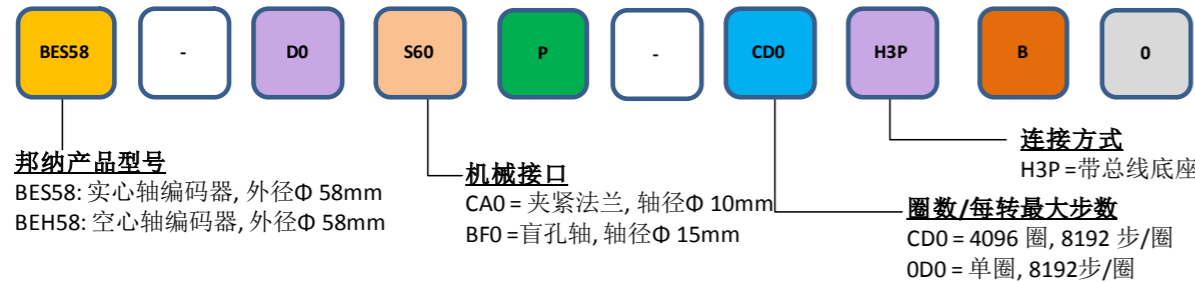 BES58 - D0 S60 P - CD0 H3P B 0
邦纳产品型号
BES58: 实心轴编码器, 外径Φ 58mm
BEH58: 空心轴编码器, 外径Φ 58mm
机械接口
CA0 = 夹紧法兰, 轴径Φ 10mm
BF0 =盲孔轴, 轴径Φ 15mm
连接方式
H3P =带总线底座
圈数/每转最大步数
CD0 = 4096 圈, 8192 步/圈
0D0 = 单圈, 8192步/圈